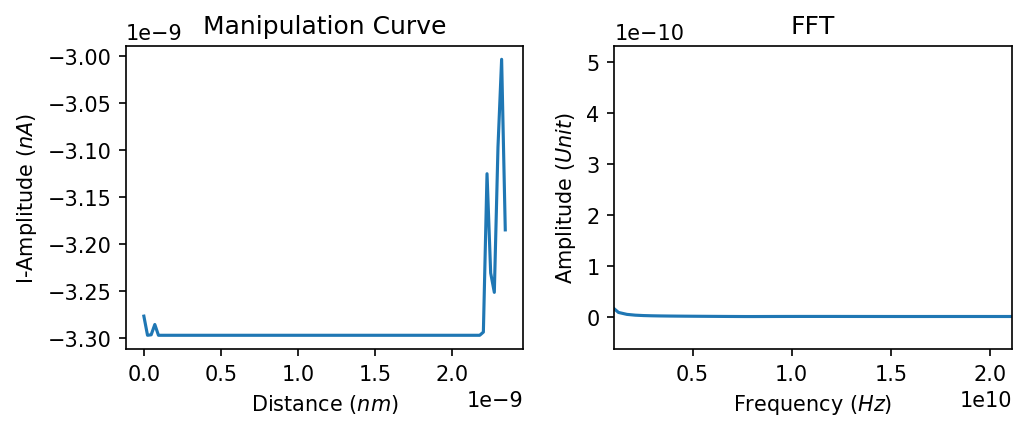 Manipulation Curve
1e−9
−3.00
−3.05
−3.10
−3.15
−3.20
−3.25
−3.30
I-Amplitude (nA)
0.0 0.5 1.0 1.5 2.0
1e−9
Distance (nm)
FFT
1e−10
5
4
3
2
1
0
Amplitude (Unit)
0.5 1.0 1.5 2.0
1e10
Frequency (Hz)